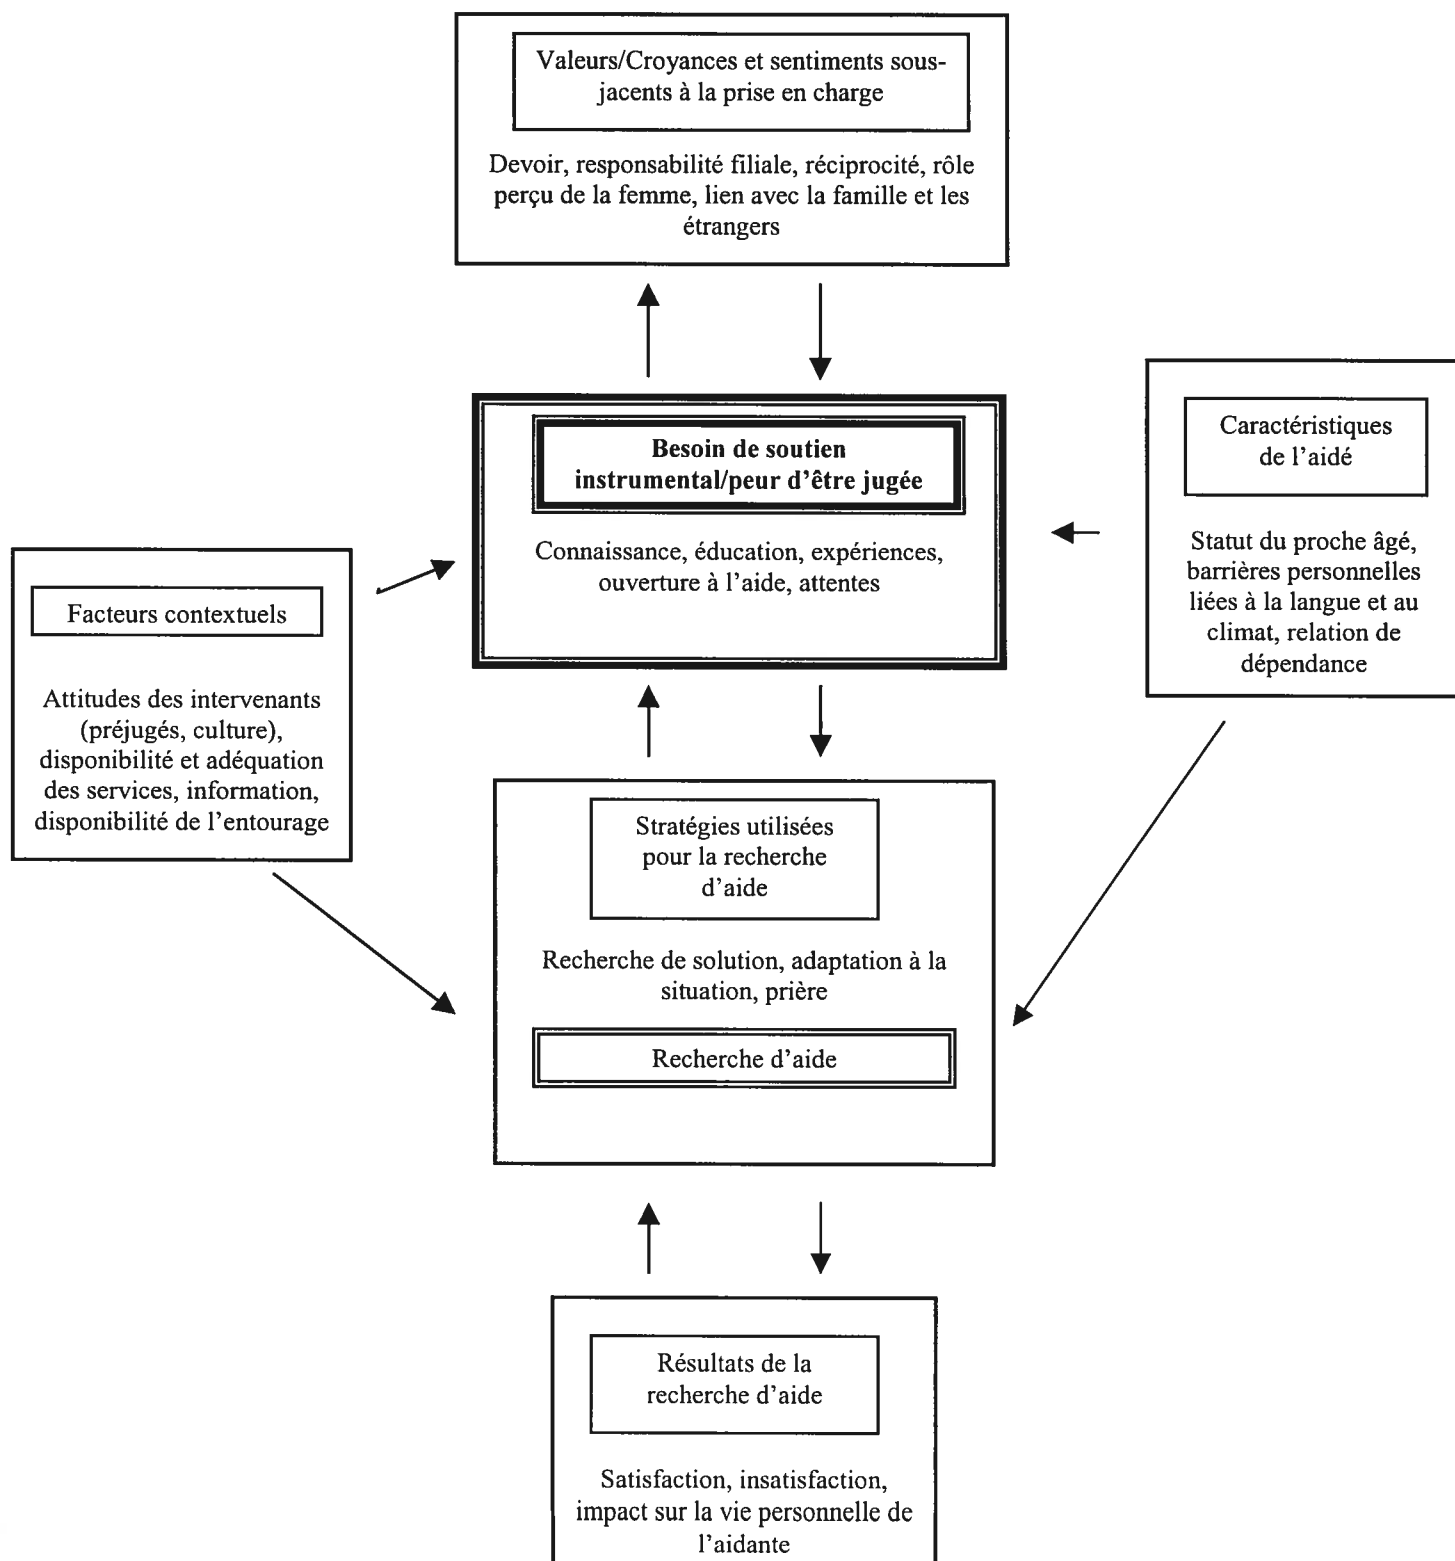 Valeurs/Croyances et sentiments sous-
jacents à la prise en charge
Devoir, responsabilité filiale, réciprocité, rôle
perçu de la femme, lien avec la famille et les
étrangers
Besoin de soutien
instrumental/peur d'être jugée
Connaissance, éducation, expériences,
ouverture à l'aide, attentes
Caractéristiques
de l'aidé
Statut du proche âgé,
barrières personnelles
liées à la langue et au
climat, relation de
dépendance
Facteurs contextuels
Attitudes des intervenants
(préjugés, culture),
disponibilité et adéquation
des services, information,
disponibilité de l'entourage
Stratégies utilisées
pour la recherche
d'aide
Recherche de solution, adaptation à la
situation, prière
Recherche d'aide
Résultats de la
recherche d'aide
Satisfaction, insatisfaction,
impact sur la vie personnelle de
l'aidante